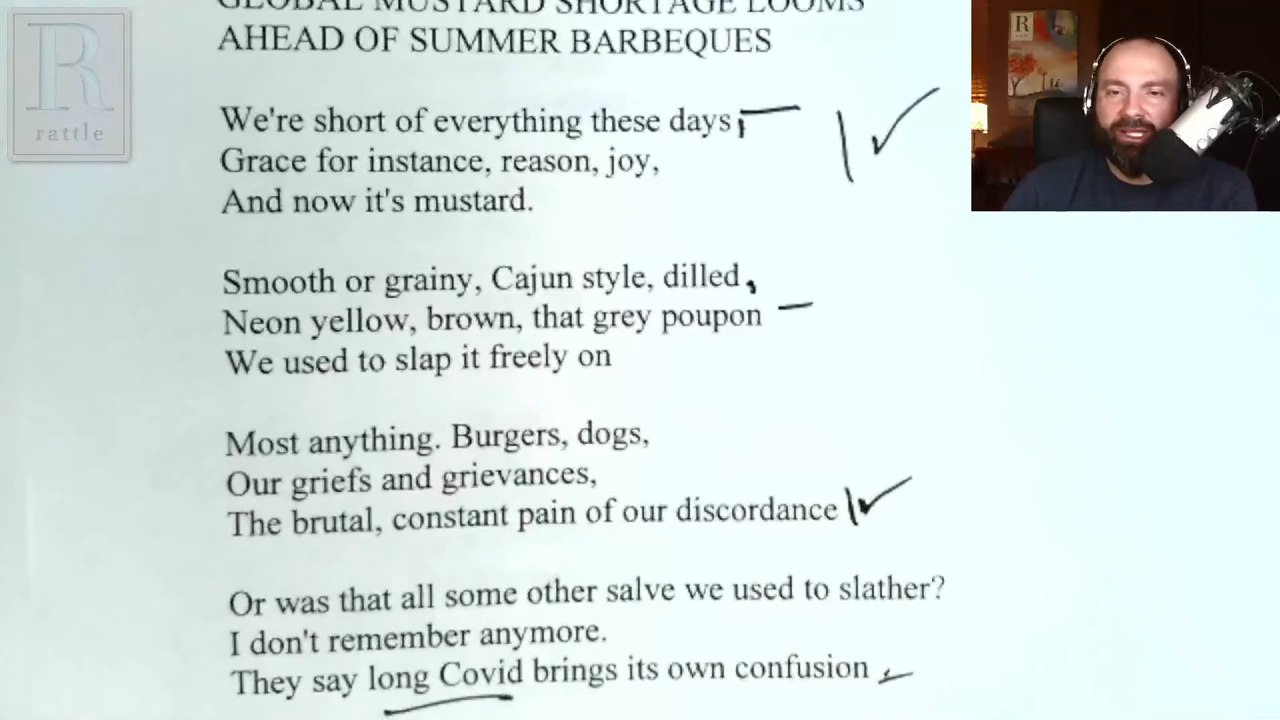 R
rattle
R
GLOBAL MUSTARD SHORTAGE LOOMS
AHEAD OF SUMMER BARBEQUES
We're short of everything these days;
Grace for instance, reason, joy,
And now it's mustard.
Smooth or grainy, Cajun style, dilled,
Neon yellow, brown, that grey poupon —
We used to slap it freely on
Most anything. Burgers, dogs,
Our griefs and grievances,
The brutal, constant pain of our discordance
Or was that all some other salve we used to slather?
I don't remember anymore.
They say long Covid brings its own confusion